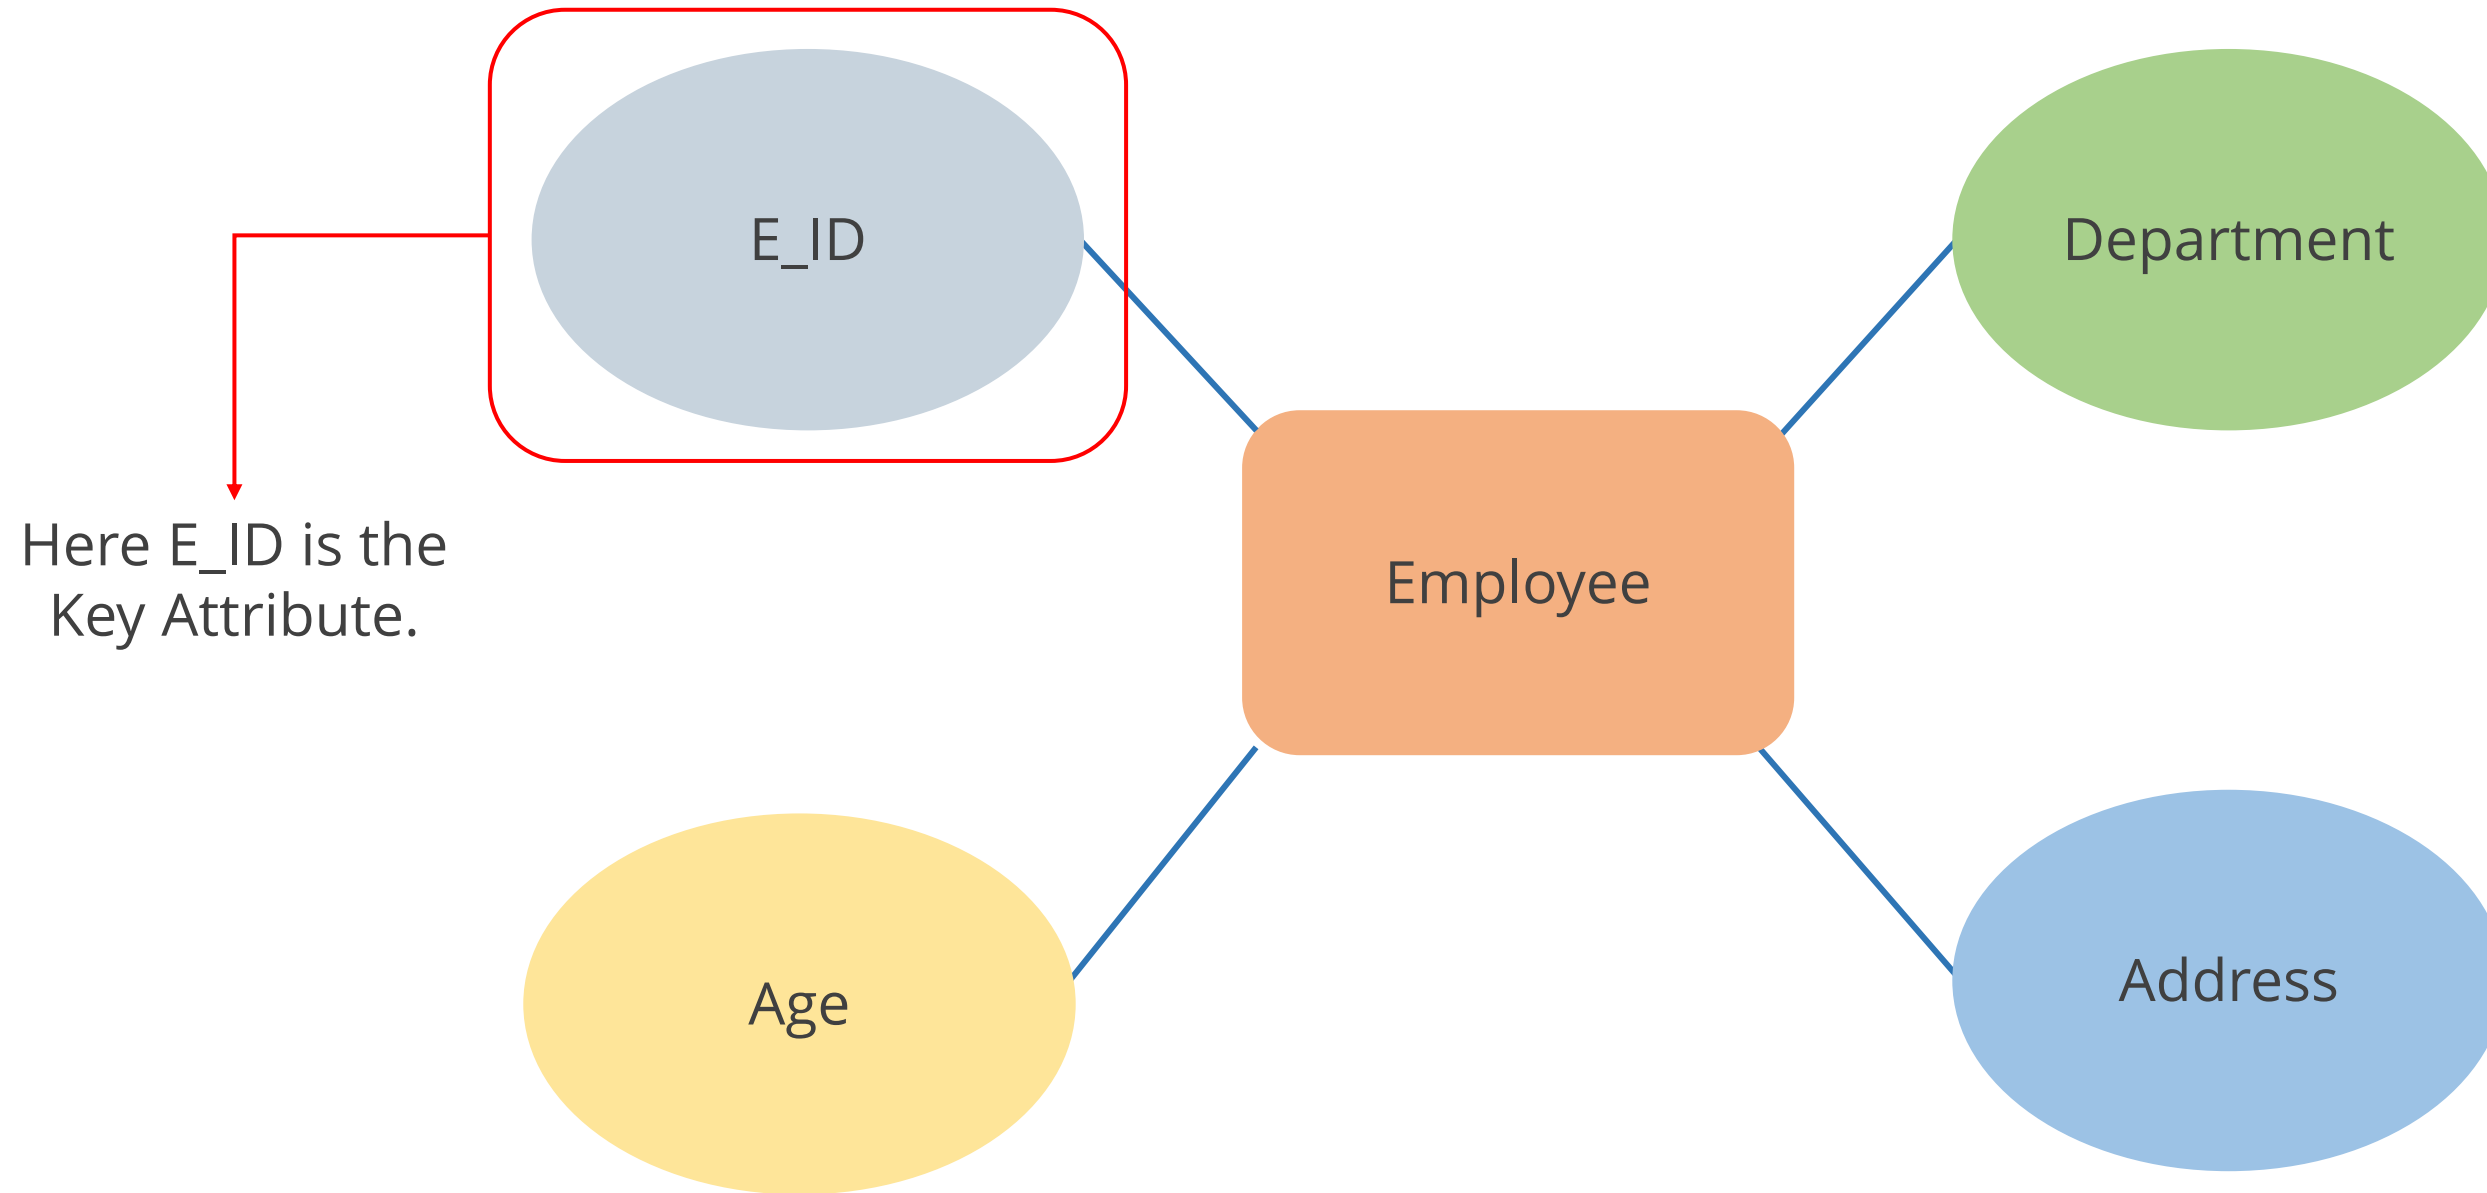 E_ID
Department
Here E_ID is the
Key Attribute.
Employee
Age
Address